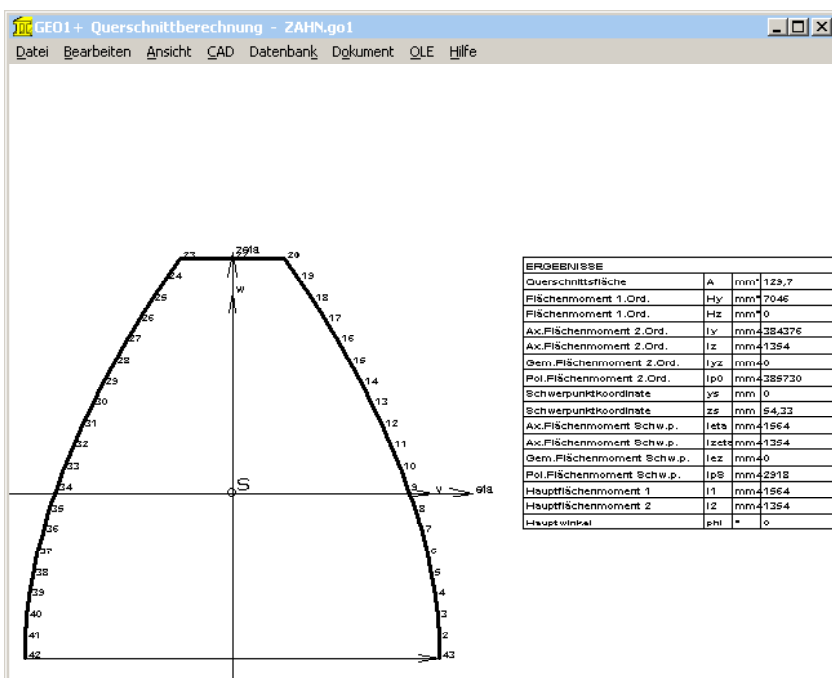 GEO1+ Querschnittberechnung - ZAHN.go1
Datei Bearbeiten Ansicht CAD Datenbank Dokument OLE Hilfe
23 22 20
24 19
w
25 18
26 17
27 16
28 15
29 14
30 13
31 12
32 11
33 10
34 S 9 v eta
35 8
36 7
37 6
38 5
39 4
40 3
41 2
42 43
ERGEBNISSE
Querschnittsfläche A mm² 129,7
Flächenmoment 1.Ord. Hy mm³ 7046
Flächenmoment 1.Ord. Hz mm³ 0
Ax.Flächenmoment 2.Ord. Iy mm4 384376
Ax.Flächenmoment 2.Ord. Iz mm4 1354
Gem.Flächenmoment 2.Ord. Iyz mm4 0
Pol.Flächenmoment 2.Ord. Ip0 mm4 385730
Schwerpunktkoordinate ys mm 0
Schwerpunktkoordinate zs mm 54,33
Ax.Flächenmoment Schw.p. Ieta mm4 1564
Ax.Flächenmoment Schw.p. Izeta mm4 1354
Gem.Flächenmoment Schw.p. Iez mm4 0
Pol.Flächenmoment Schw.p. IpS mm4 2918
Hauptflächenmoment 1 I1 mm4 1564
Hauptflächenmoment 2 I2 mm4 1354
Hauptwinkel phi ° 0